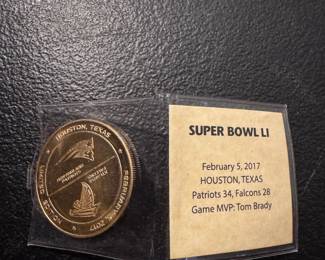 HOUSTON, TEXAS
FEBRUARY 5, 2017
SUPER BOWL LI
February 5, 2017
HOUSTON, TEXAS
Patriots 34, Falcons 28
Game MVP: Tom Brady